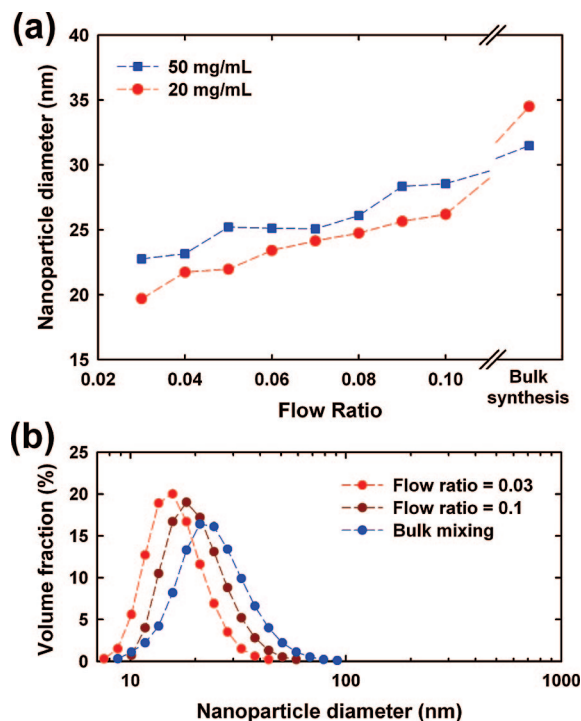 (a)
40
35
30
25
20
15
Nanoparticle diameter (nm)
50 mg/mL
20 mg/mL
0.02 0.04 0.06 0.08 0.10 Bulk
synthesis
Flow Ratio
(b)
25
20
15
10
5
0
Volume fraction (%)
Flow ratio = 0.03
Flow ratio = 0.1
Bulk mixing
10 100 1000
Nanoparticle diameter (nm)